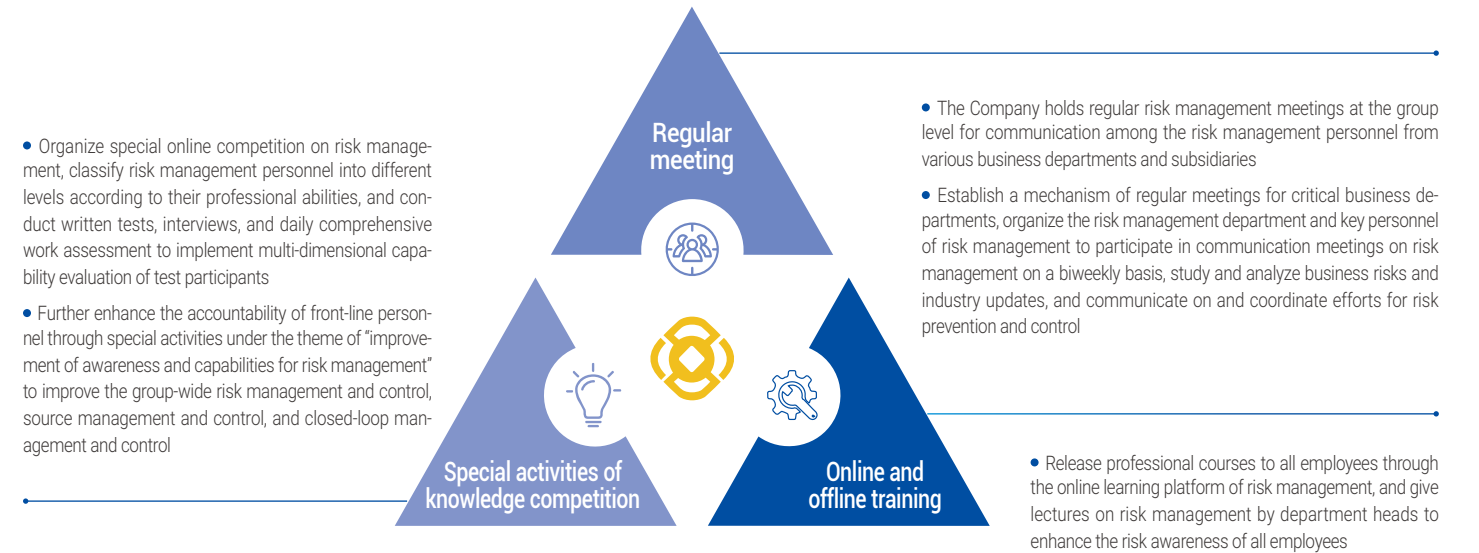 Regular
meeting
• The Company holds regular risk management meetings at the group
level for communication among the risk management personnel from
various business departments and subsidiaries
• Establish a mechanism of regular meetings for critical business de-
partments, organize the risk management department and key personnel
of risk management to participate in communication meetings on risk
management on a biweekly basis, study and analyze business risks and
industry updates, and communicate on and coordinate efforts for risk
prevention and control
• Organize special online competition on risk manage-
ment, classify risk management personnel into different
levels according to their professional abilities, and con-
duct written tests, interviews, and daily comprehensive
work assessment to implement multi-dimensional capa-
bility evaluation of test participants
• Further enhance the accountability of front-line person-
nel through special activities under the theme of “improve-
ment of awareness and capabilities for risk management”
to improve the group-wide risk management and control,
source management and control, and closed-loop man-
agement and control
Special activities of
knowledge competition
Online and
offline training
• Release professional courses to all employees through
the online learning platform of risk management, and give
lectures on risk management by department heads to
enhance the risk awareness of all employees